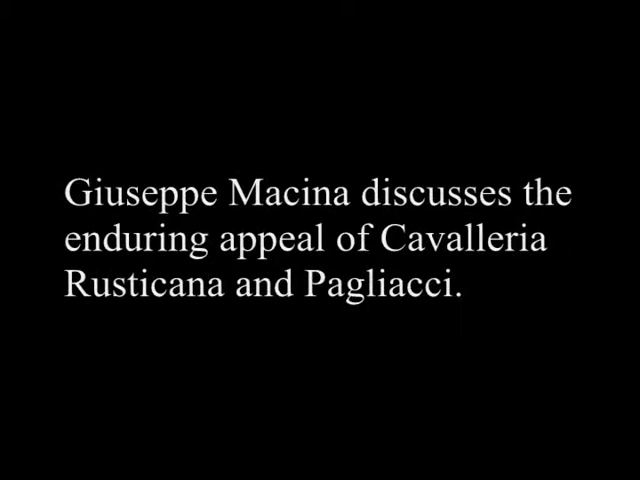 Giuseppe Macina discusses the
enduring appeal of Cavalleria
Rusticana and Pagliacci.